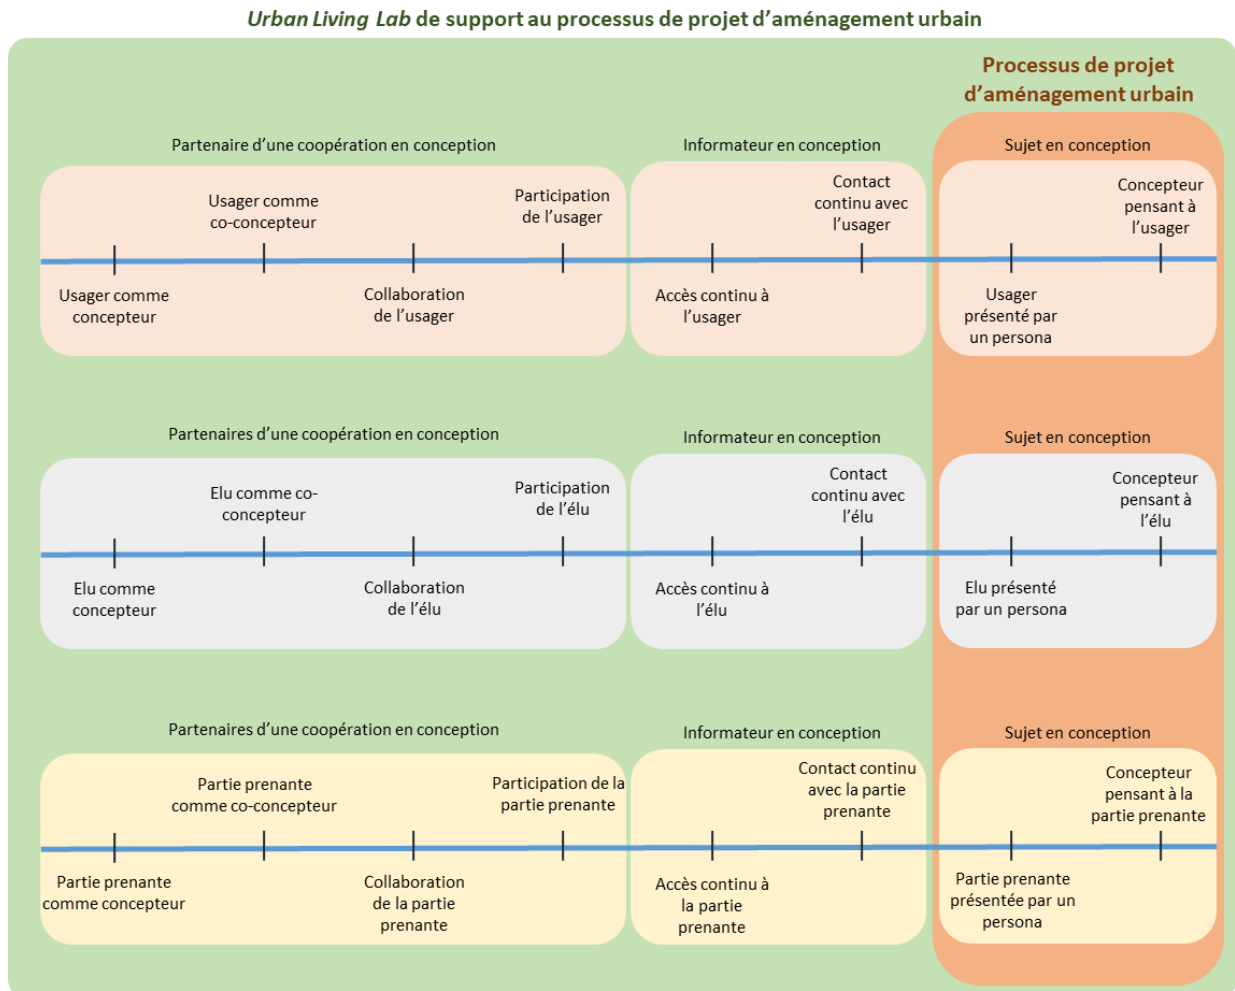 Urban Living Lab de support au processus de projet d’aménagement urbain
Processus de projet
d’aménagement urbain
Partenaire d’une coopération en conception
Informateur en conception
Sujet en conception
Usager comme
co-concepteur
Participation
de l’usager
Contact
continu avec
l’usager
Concepteur
pensant à
l’usager
Usager comme
concepteur
Collaboration
de l’usager
Accès continu à
l’usager
Usager
présenté par
un persona
Partenaires d’une coopération en conception
Informateur en conception
Sujet en conception
Elu comme co-
concepteur
Participation
de l’élu
Contact
continu avec
l’élu
Concepteur
pensant à
l’élu
Elu comme
concepteur
Collaboration
de l’élu
Accès continu à
l’élu
Elu présenté
par un persona
Partenaires d’une coopération en conception
Informateur en conception
Sujet en conception
Partie prenante
comme co-concepteur
Participation de la
partie prenante
Contact continu
avec la partie
prenante
Concepteur
pensant à la
partie prenante
Partie prenante
comme concepteur
Collaboration
de la partie
prenante
Accès continu à
la partie
prenante
Partie prenante
présentée par un
persona